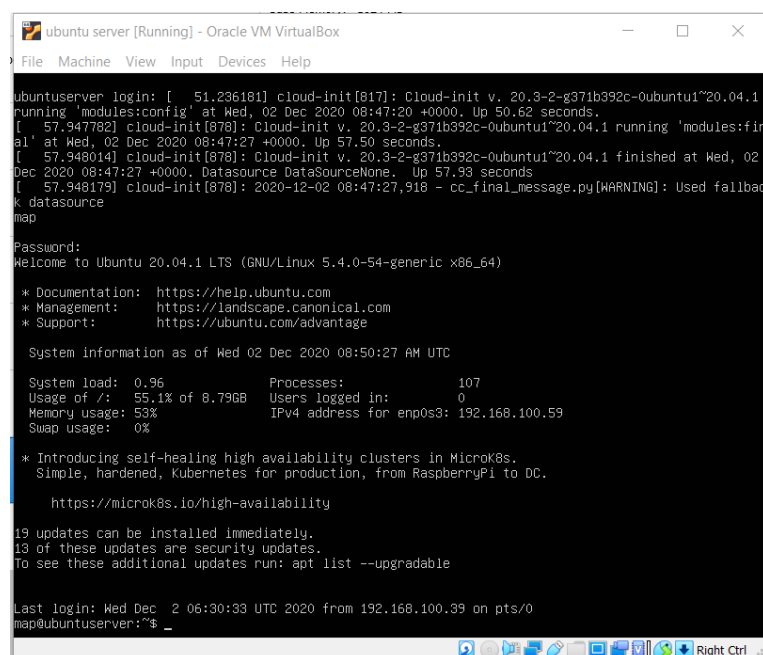 ubuntu server [Running] - Oracle VM VirtualBox
File Machine View Input Devices Help
ubuntuserver login: [   51.236181] cloud-init[817]: Cloud-init v. 20.3-2-g371b392c-0ubuntu1~20.04.1
running 'modules:config' at Wed, 02 Dec 2020 08:47:20 +0000. Up 50.62 seconds.
[   57.947782] cloud-init[878]: Cloud-init v. 20.3-2-g371b392c-0ubuntu1~20.04.1 running 'modules:fin
al' at Wed, 02 Dec 2020 08:47:27 +0000. Up 57.50 seconds.
[   57.948014] cloud-init[878]: Cloud-init v. 20.3-2-g371b392c-0ubuntu1~20.04.1 finished at Wed, 02
Dec 2020 08:47:27 +0000. Datasource DataSourceNone.  Up 57.93 seconds
[   57.948179] cloud-init[878]: 2020-12-02 08:47:27,918 - cc_final_message.py[WARNING]: Used fallbac
k datasource
map
Password:
Welcome to Ubuntu 20.04.1 LTS (GNU/Linux 5.4.0-54-generic x86_64)
* Documentation:  https://help.ubuntu.com
* Management:     https://landscape.canonical.com
* Support:        https://ubuntu.com/advantage
System information as of Wed 02 Dec 2020 08:50:27 AM UTC
System load:  0.96              Processes:               107
Usage of /:   55.1% of 8.79GB   Users logged in:         0
Memory usage: 53%               IPv4 address for enp0s3: 192.168.100.59
Swap usage:   0%
* Introducing self-healing high availability clusters in MicroK8s.
Simple, hardened, Kubernetes for production, from RaspberryPi to DC.
https://microk8s.io/high-availability
19 updates can be installed immediately.
13 of these updates are security updates.
To see these additional updates run: apt list --upgradable
Last login: Wed Dec  2 06:30:33 UTC 2020 from 192.168.100.39 on pts/0
map@ubuntuserver:~$ _
Right Ctrl